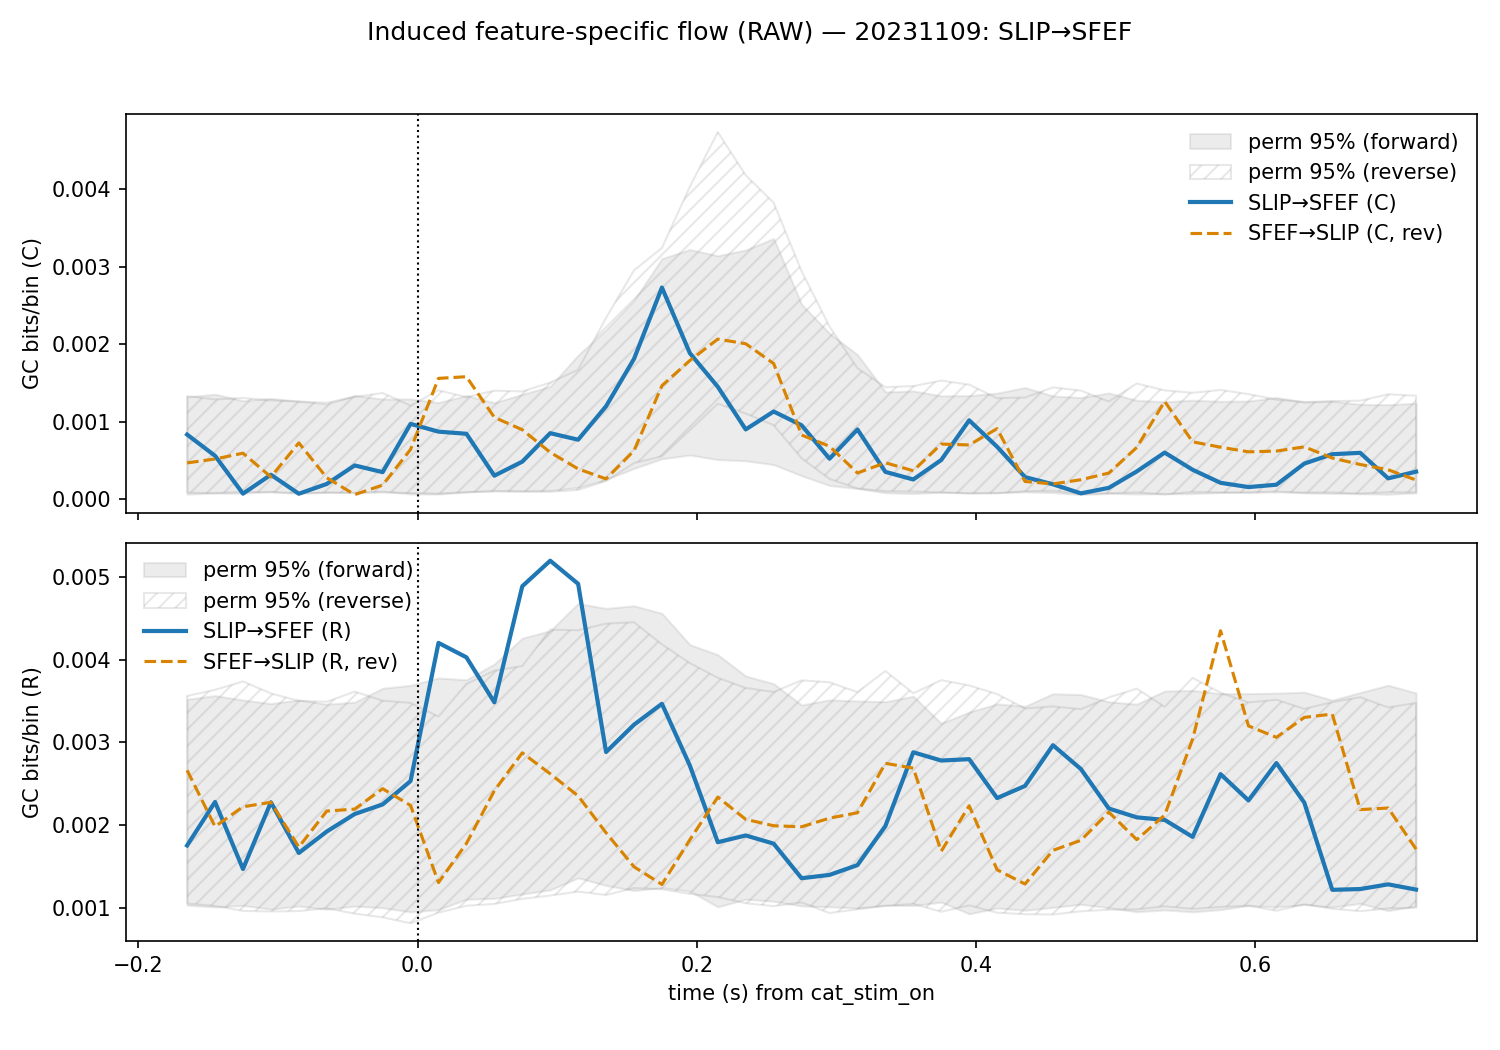 Induced feature-specific flow (RAW) — 20231109: SLIP→SFEF
GC bits/bin (C)
0.004
0.003
0.002
0.001
0.000
perm 95% (forward)
perm 95% (reverse)
SLIP→SFEF (C)
SFEF→SLIP (C, rev)
GC bits/bin (R)
0.005
0.004
0.003
0.002
0.001
perm 95% (forward)
perm 95% (reverse)
SLIP→SFEF (R)
SFEF→SLIP (R, rev)
−0.2
0.0
0.2
0.4
0.6
time (s) from cat_stim_on